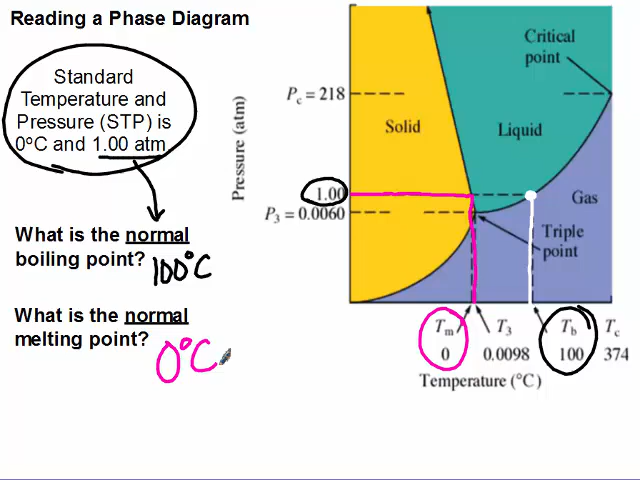 Reading a Phase Diagram
Standard
Temperature and
Pressure (STP) is
0°C and 1.00 atm
What is the normal
boiling point? 100°C
What is the normal
melting point?
0°C
Pressure (atm)
Pc = 218
1.00
P3 = 0.0060
Solid
Liquid
Gas
Critical
point
Triple
point
Tm T3 Tb Tc
0 0.0098 100 374
Temperature (°C)